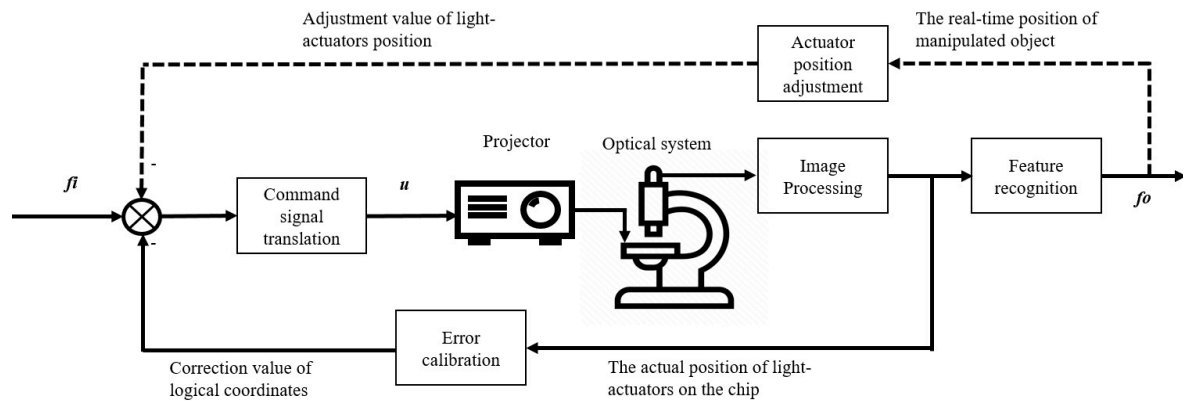 Adjustment value of light-
actuators position
Actuator
position
adjustment
The real-time position of
manipulated object
fi
-
-
Command
signal
translation
u
Projector
Optical system
Image
Processing
Feature
recognition
fo
Error
calibration
Correction value of
logical coordinates
The actual position of light-
actuators on the chip